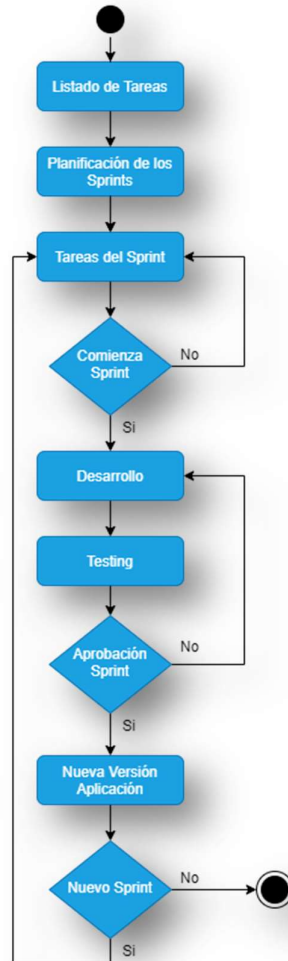 Listado de Tareas
Planificación de los
Sprints
Tareas del Sprint
Comienza
Sprint
No
Si
Desarrollo
Testing
Aprobación
Sprint
No
Si
Nueva Versión
Aplicación
Nuevo Sprint
No
Si